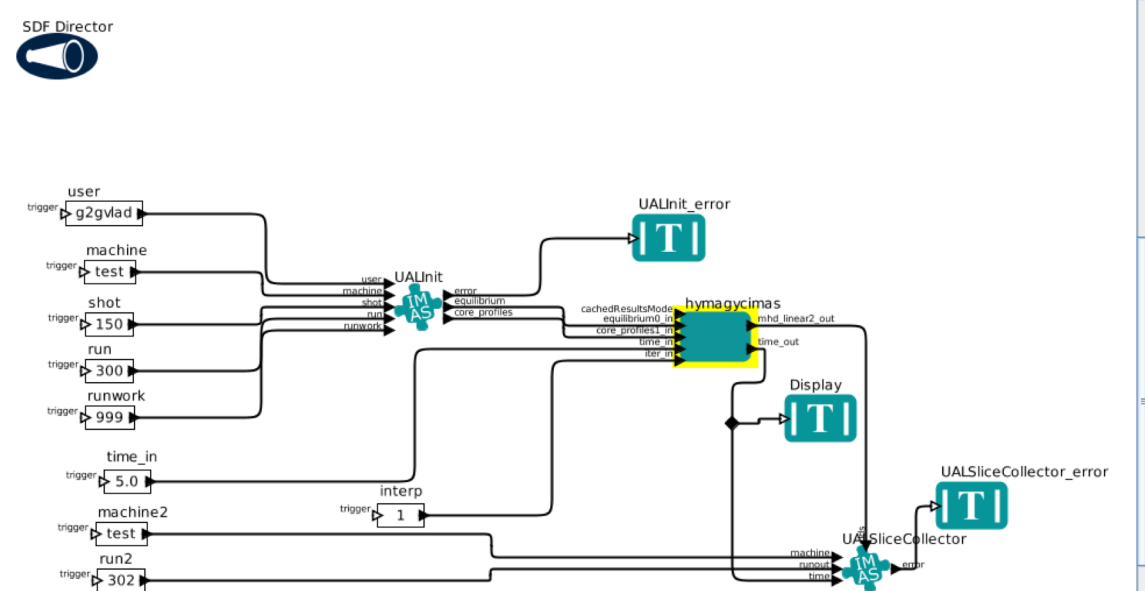 SDF Director
user
trigger
g2gvlad
machine
trigger
test
shot
trigger
150
run
trigger
300
runwork
trigger
999
time_in
trigger
5.0
interp
trigger
1
machine2
trigger
test
run2
trigger
302
UALInit
user
machine
shot
run
runwork
IM
AS
error
equilibrium
core_profiles
UALInit_error
T
hymagycimas
cachedResultsMode
equilibrium0_in
core_profiles1_in
time_in
iter_in
mhd_linear2_out
time_out
Display
T
UALSliceCollector_error
T
UALSliceCollector
machine
runout
time
IM
AS
error